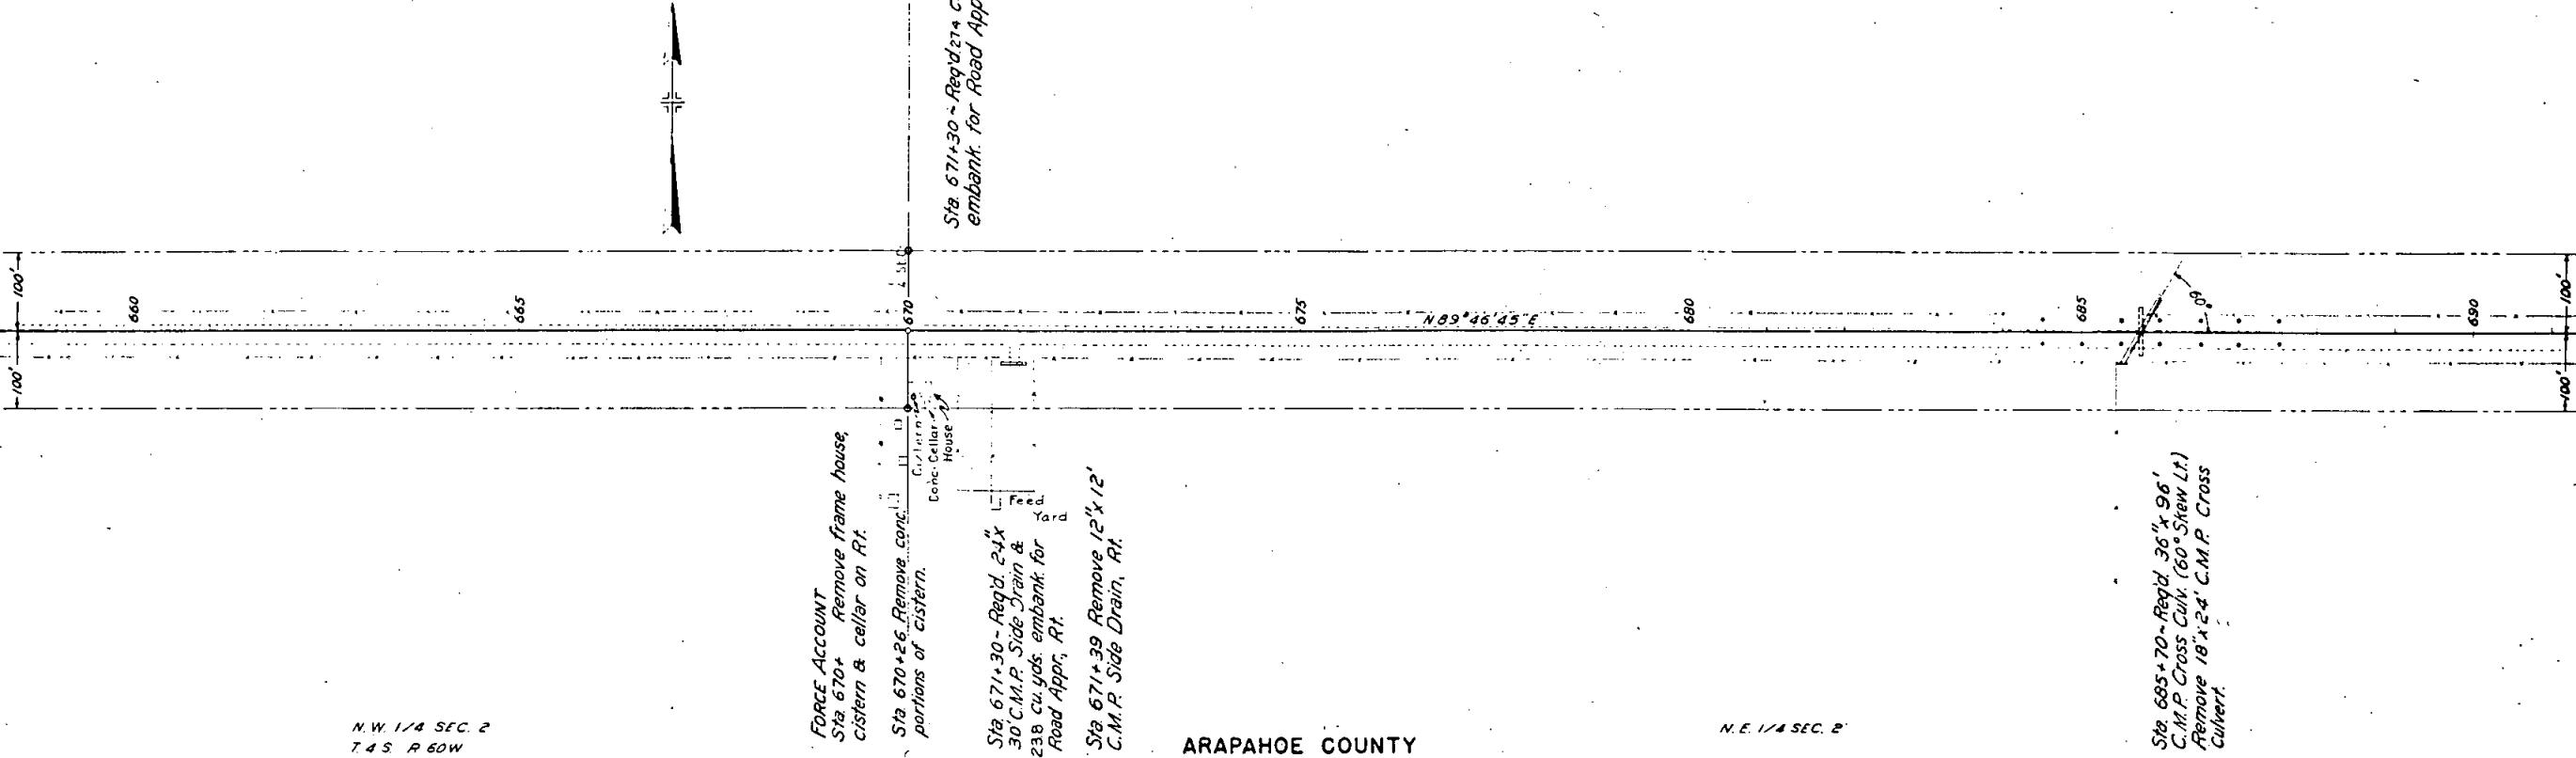 Sta. 671+30 ~ Req'd. 274
embank. for Road App
100'
100'
660
665
670
675
N 89° 46' 45" E
680
685
60°
690
100'
100'
Cistern
Conc. Cellar
House
Feed
Yard
FORCE ACCOUNT
Sta. 670+ Remove frame house,
cistern & cellar on Rt.
Sta. 670+26 Remove conc.
portions of cistern.
Sta. 671+30 ~ Req'd. 24" x
30' C.M.P. Side Drain &
238 cu. yds. embank. for
Road Appr., Rt.
Sta. 671+39 Remove 12" x 12'
C.M.P. Side Drain, Rt.
Sta. 685+70 ~ Req'd. 36" x 96'
C.M.P. Cross Culv. (60° Skew Lt.)
Remove 18" x 24' C.M.P. Cross
Culvert.
N.W. 1/4 SEC. 2
T. 4 S. R 60W
ARAPAHOE COUNTY
N.E. 1/4 SEC. 2